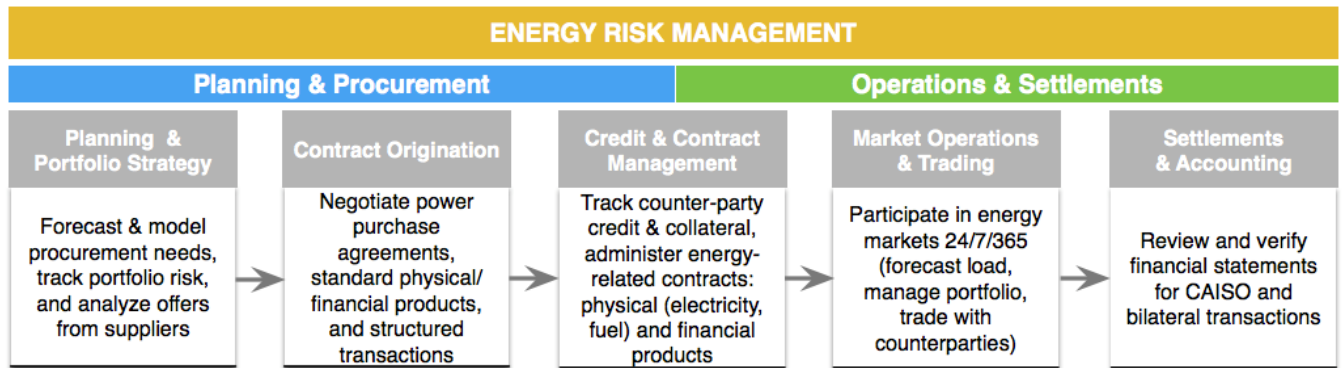 ENERGY RISK MANAGEMENT
Planning & Procurement
Operations & Settlements
Planning &
Portfolio Strategy
Forecast & model
procurement needs,
track portfolio risk,
and analyze offers
from suppliers
Contract Origination
Negotiate power
purchase
agreements,
standard physical/
financial products,
and structured
transactions
Credit & Contract
Management
Track counter-party
credit & collateral,
administer energy-
related contracts:
physical (electricity,
fuel) and financial
products
Market Operations
& Trading
Participate in energy
markets 24/7/365
(forecast load,
manage portfolio,
trade with
counterparties)
Settlements
& Accounting
Review and verify
financial statements
for CAISO and
bilateral transactions